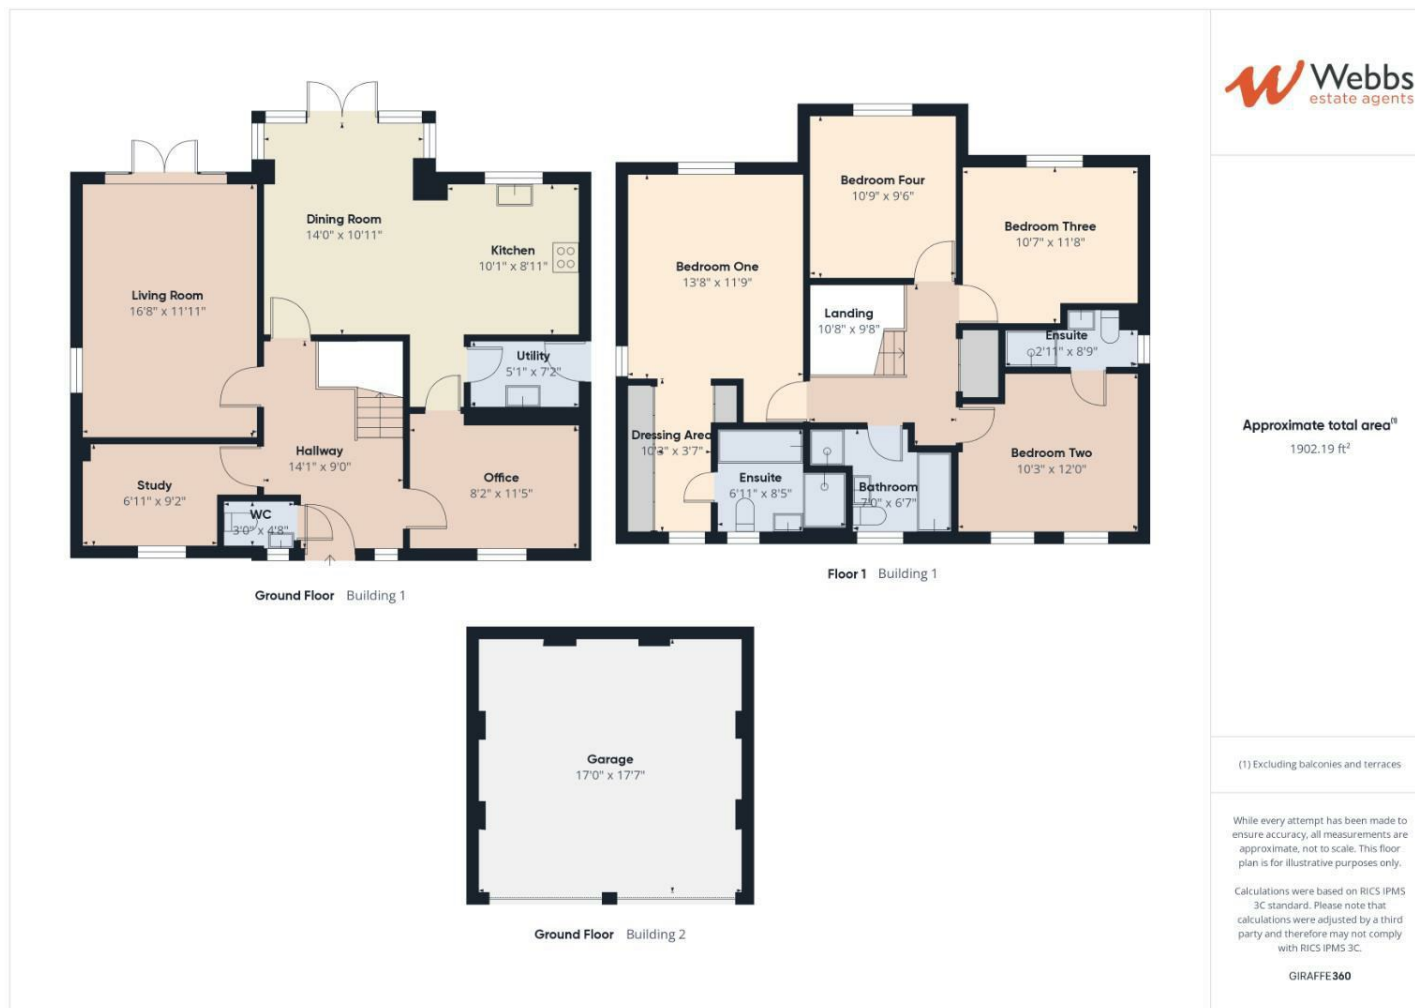 Webbs
estate agents
Dining Room
14'0" x 10'11"
Kitchen
10'1" x 8'11"
Living Room
16'8" x 11'11"
Utility
5'1" x 7'2"
Hallway
14'1" x 9'0"
Office
8'2" x 11'5"
Study
6'11" x 9'2"
WC
3'0" x 4'8"
Ground Floor Building 1
Bedroom Four
10'9" x 9'6"
Bedroom Three
10'7" x 11'8"
Bedroom One
13'8" x 11'9"
Landing
10'8" x 9'8"
Ensuite
2'11" x 8'9"
Dressing Area
10'3" x 3'7"
Bedroom Two
10'3" x 12'0"
Ensuite
6'11" x 8'5"
Bathroom
7'0" x 6'7"
Floor 1 Building 1
Garage
17'0" x 17'7"
Ground Floor Building 2
Approximate total area(1)
1902.19 ft²
(1) Excluding balconies and terraces
While every attempt has been made to
ensure accuracy, all measurements are
approximate, not to scale. This floor
plan is for illustrative purposes only.
Calculations were based on RICS IPMS
3C standard. Please note that
calculations were adjusted by a third
party and therefore may not comply
with RICS IPMS 3C.
GIRAFFE360